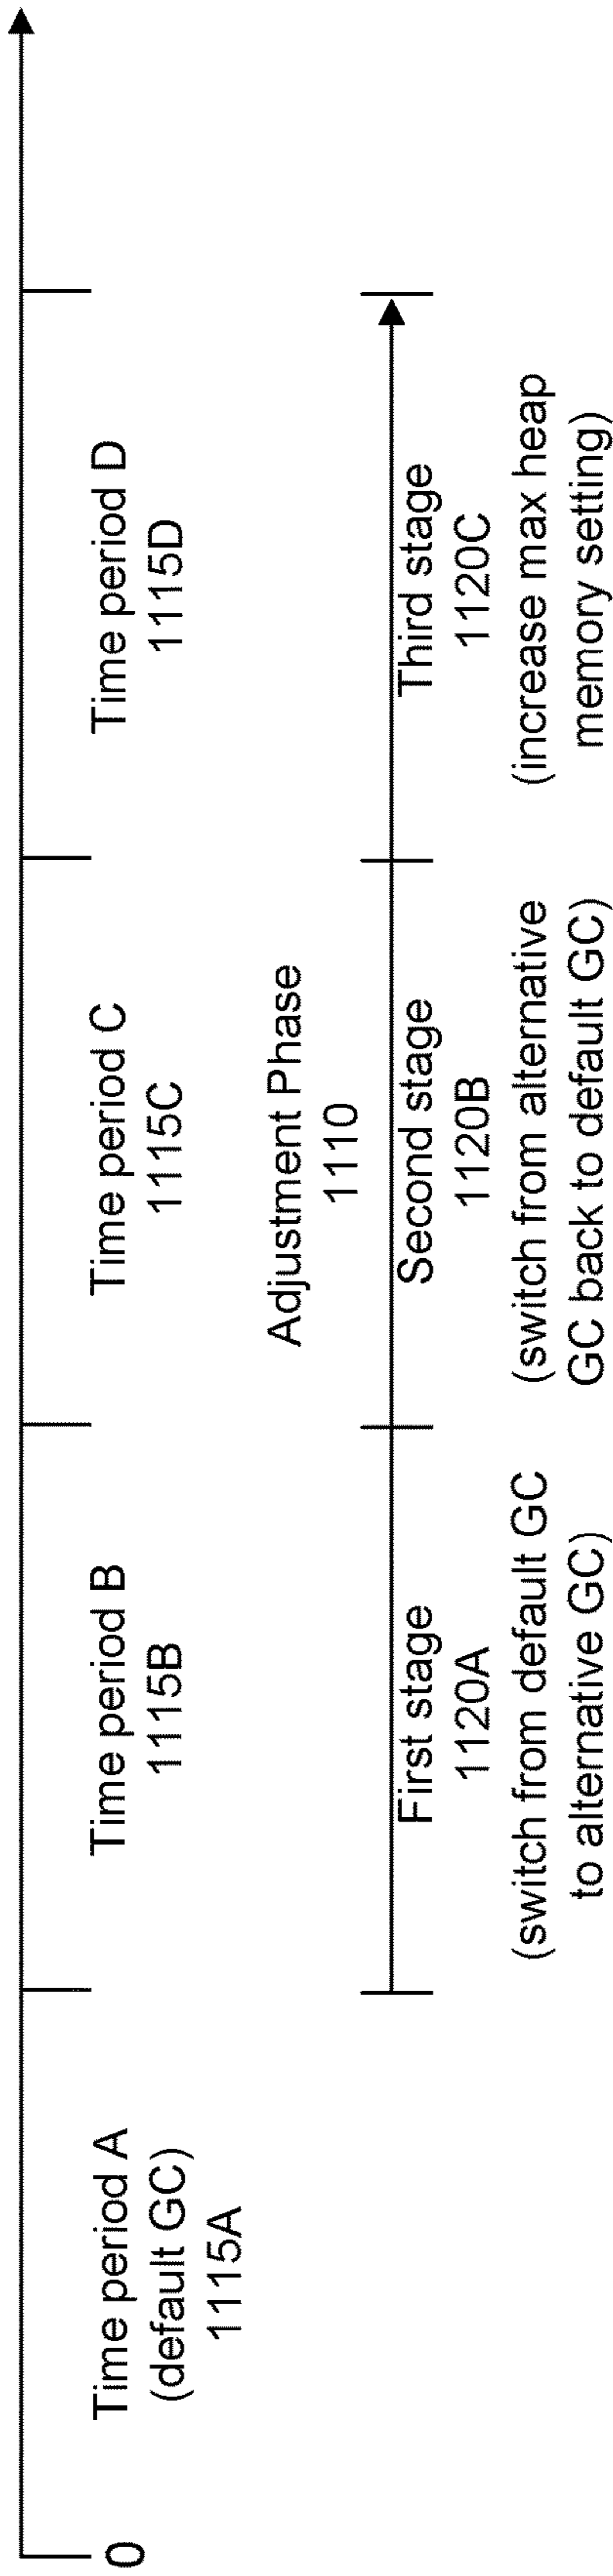 0
Time period A
(default GC)
1115A
Time period B
1115B
Time period C
1115C
Time period D
1115D
Adjustment Phase
1110
First stage
1120A
(switch from default GC
to alternative GC)
Second stage
1120B
(switch from alternative
GC back to default GC)
Third stage
1120C
(increase max heap
memory setting)